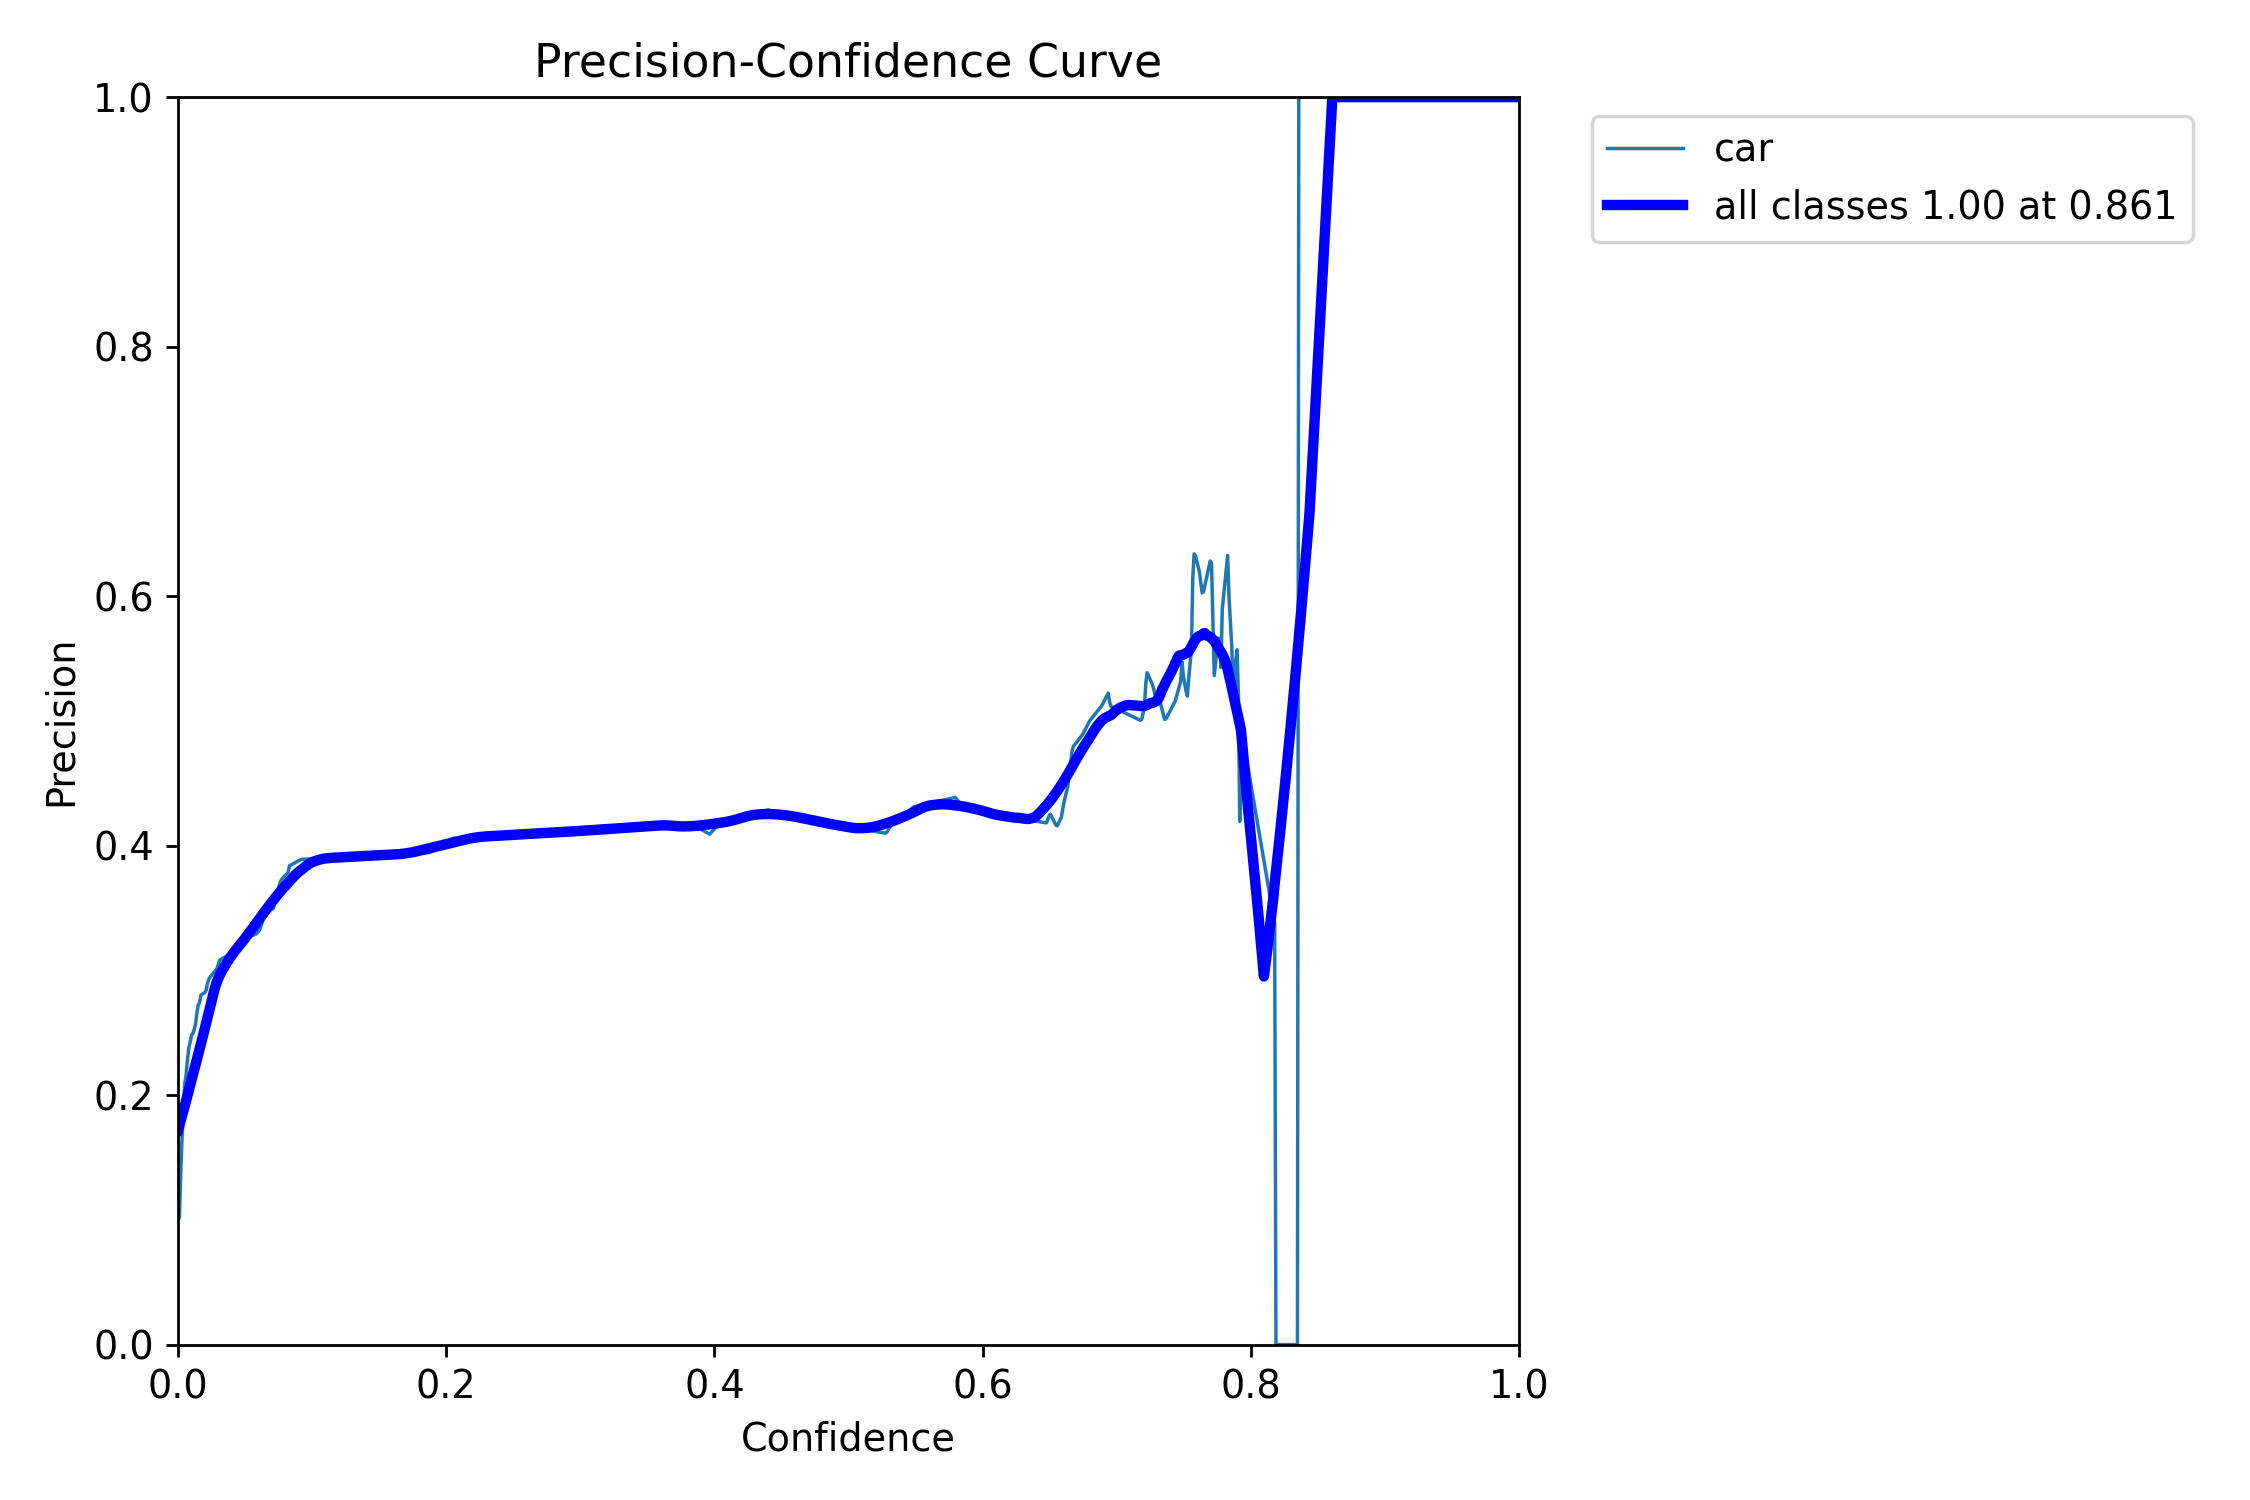 Precision-Confidence Curve
1.0
0.8
0.6
0.4
0.2
0.0
Precision
0.0 0.2 0.4 0.6 0.8 1.0
Confidence
car
all classes 1.00 at 0.861